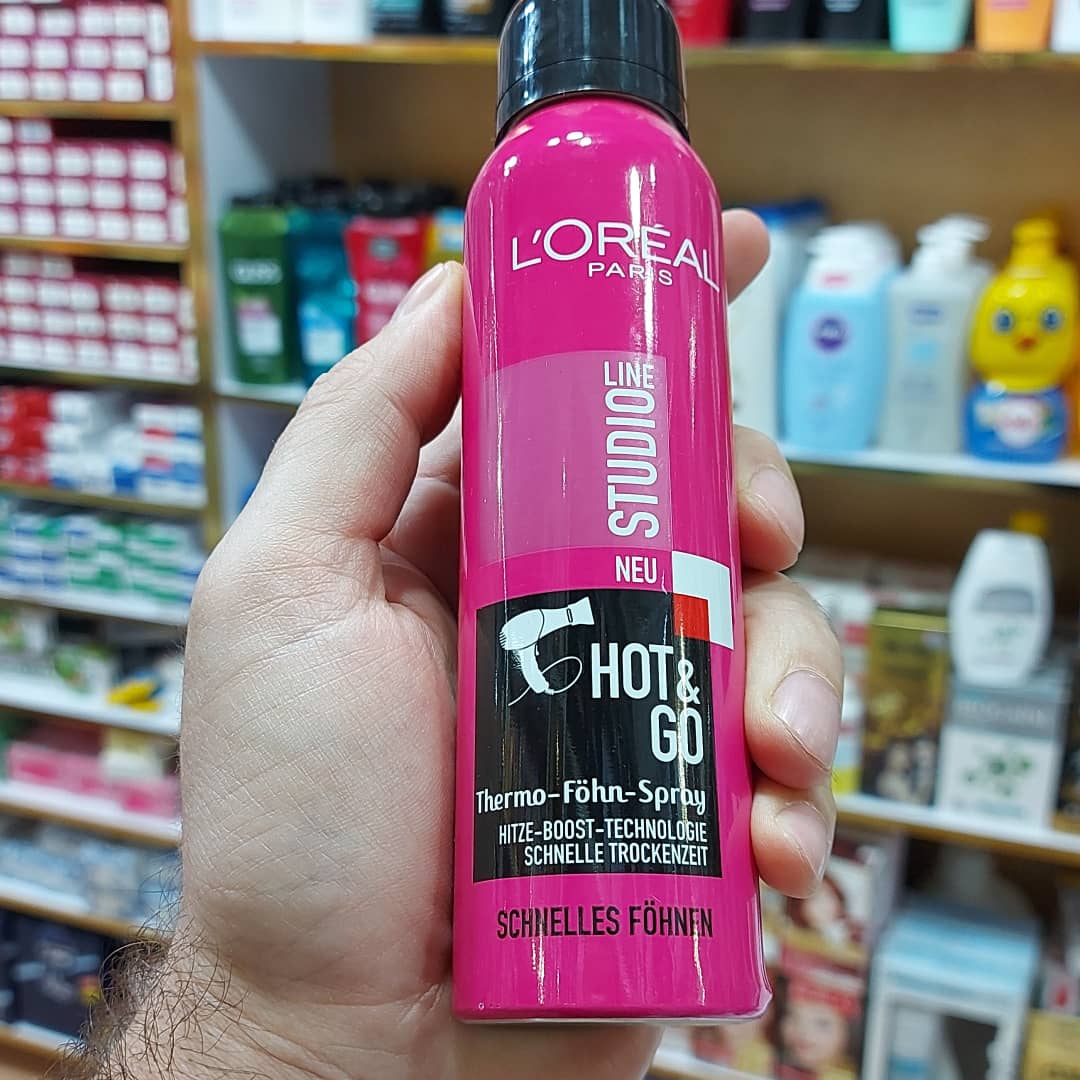 L'ORÉAL
PARIS
STUDIO LINE
NEU
HOT &
GO
Thermo-Föhn-Spray
HITZE-BOOST-TECHNOLOGIE
SCHNELLE TROCKENZEIT
SCHNELLES FÖHNEN